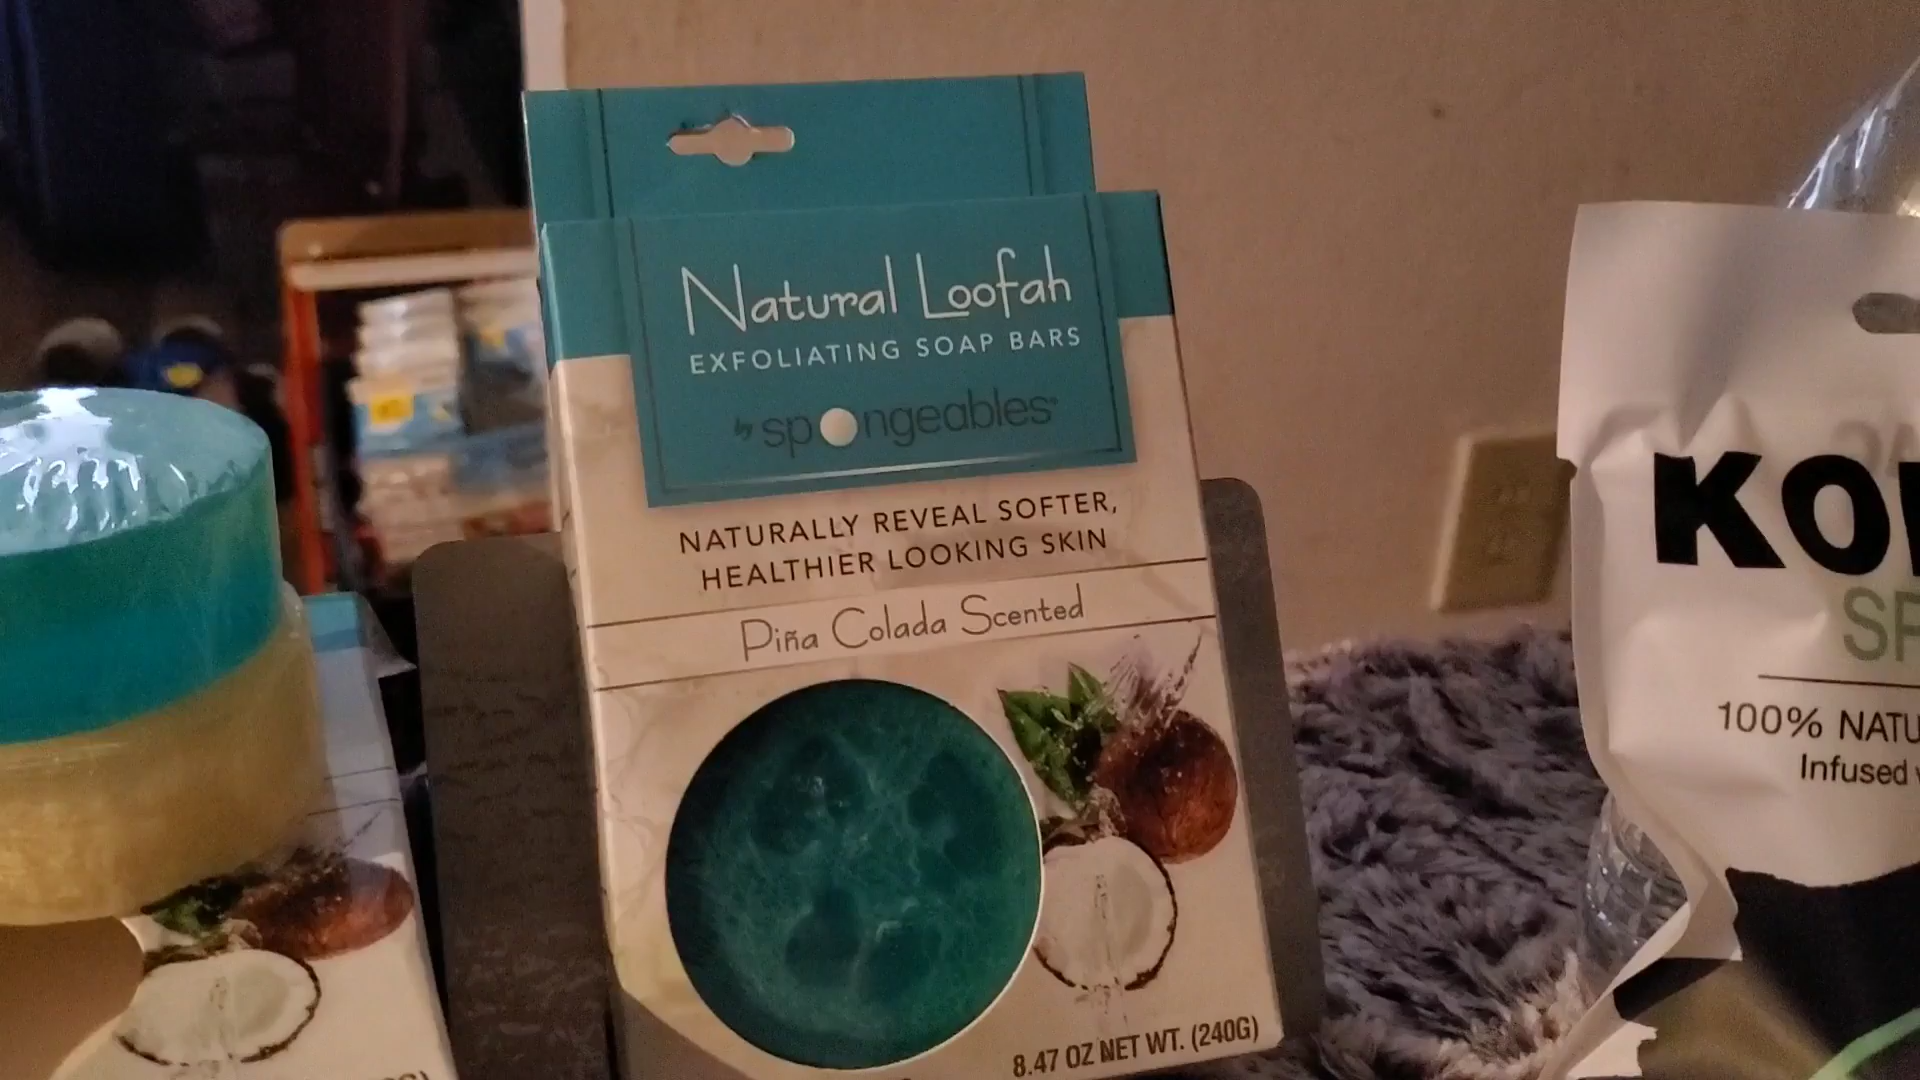 Natural Loofah
EXFOLIATING SOAP BARS
by spongeables
NATURALLY REVEAL SOFTER,
HEALTHIER LOOKING SKIN
Piña Colada Scented
8.47 OZ NET WT. (240G)
KO
SP
100% NATU
Infused